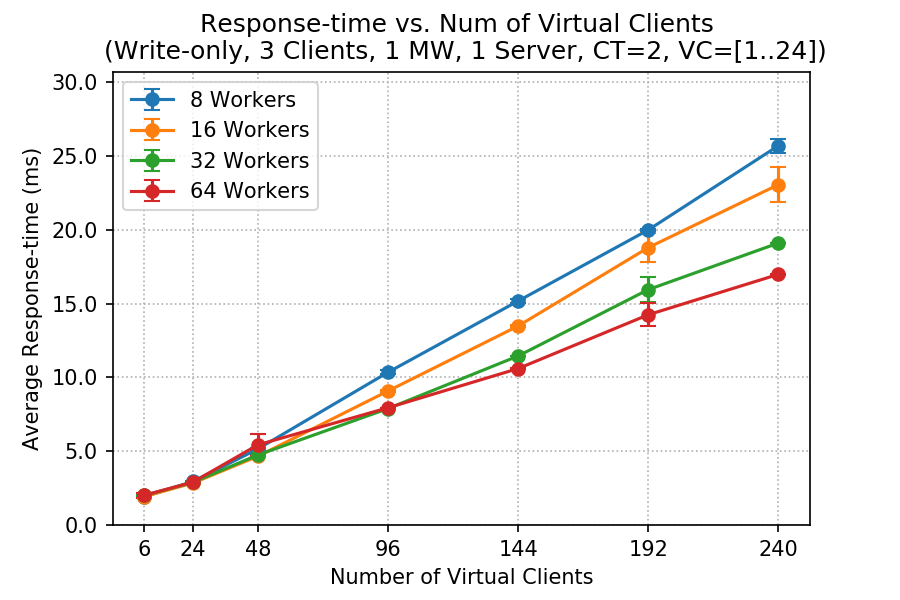 Response-time vs. Num of Virtual Clients
(Write-only, 3 Clients, 1 MW, 1 Server, CT=2, VC=[1..24])
8 Workers
16 Workers
32 Workers
64 Workers
Average Response-time (ms)
30.0
25.0
20.0
15.0
10.0
5.0
0.0
6 24 48 96 144 192 240
Number of Virtual Clients